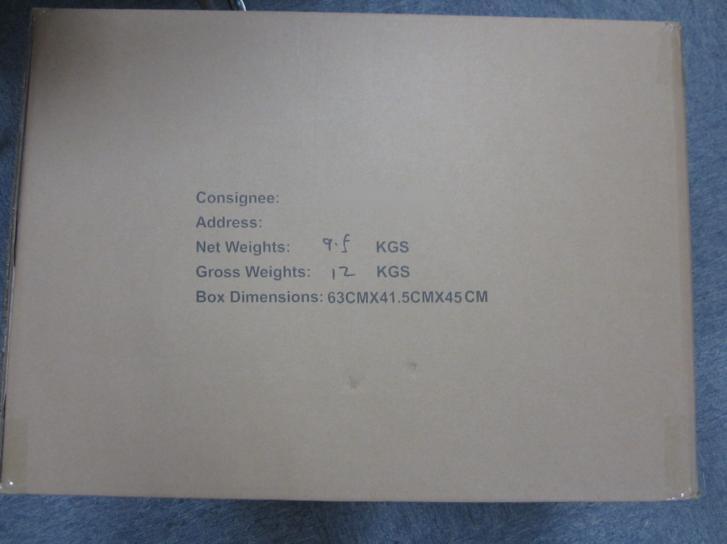 Consignee:
Address:
Net Weights: 9.5 KGS
Gross Weights: 12 KGS
Box Dimensions: 63CMX41.5CMX45CM